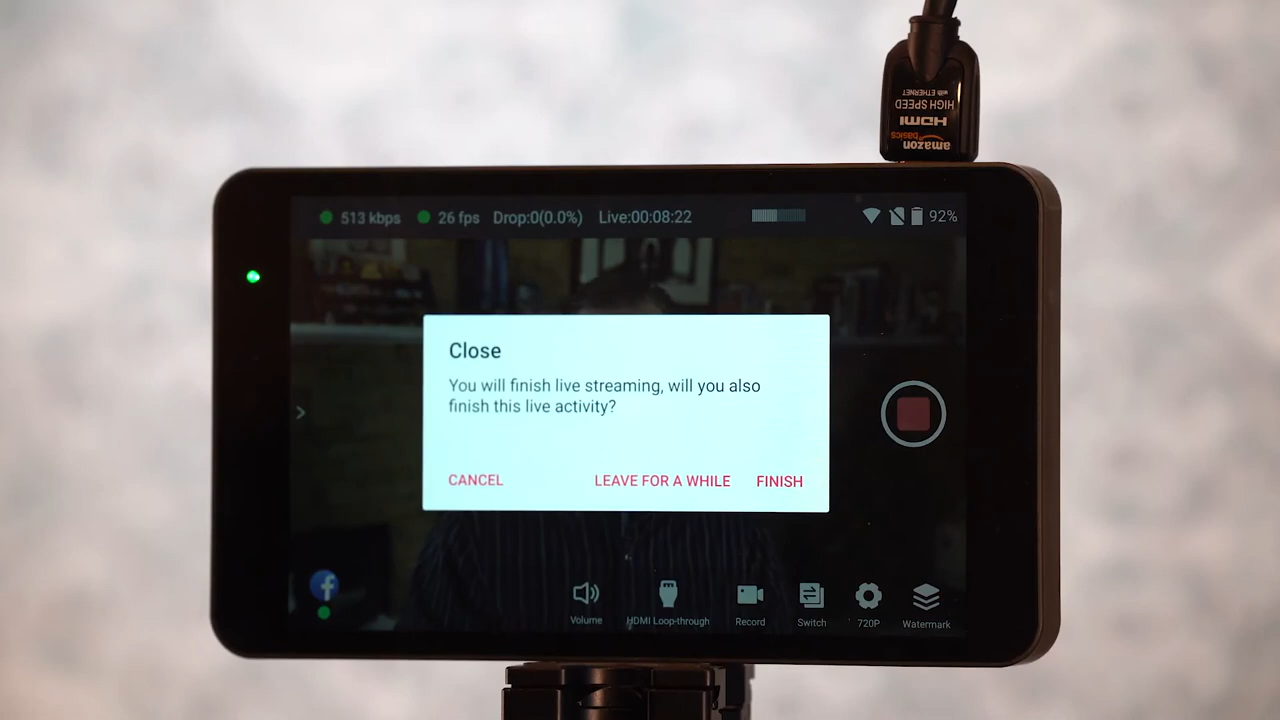 amazon
basics
HDMI
HIGH SPEED
with ETHERNET
513 kbps 26 fps Drop:0(0.0%) Live:00:08:22 92%
Close
You will finish live streaming, will you also
finish this live activity?
CANCEL LEAVE FOR A WHILE FINISH
Volume HDMI Loop-through Record Switch 720P Watermark